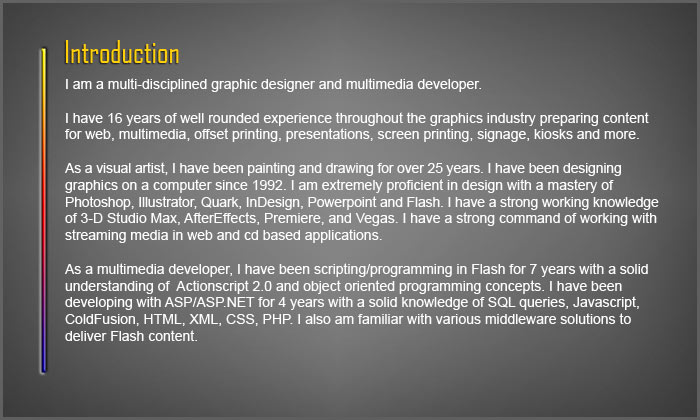 Introduction
I am a multi-disciplined graphic designer and multimedia developer.
I have 16 years of well rounded experience throughout the graphics industry preparing content
for web, multimedia, offset printing, presentations, screen printing, signage, kiosks and more.
As a visual artist, I have been painting and drawing for over 25 years. I have been designing
graphics on a computer since 1992. I am extremely proficient in design with a mastery of
Photoshop, Illustrator, Quark, InDesign, Powerpoint and Flash. I have a strong working knowledge
of 3-D Studio Max, AfterEffects, Premiere, and Vegas. I have a strong command of working with
streaming media in web and cd based applications.
As a multimedia developer, I have been scripting/programming in Flash for 7 years with a solid
understanding of  Actionscript 2.0 and object oriented programming concepts. I have been
developing with ASP/ASP.NET for 4 years with a solid knowledge of SQL queries, Javascript,
ColdFusion, HTML, XML, CSS, PHP. I also am familiar with various middleware solutions to
deliver Flash content.